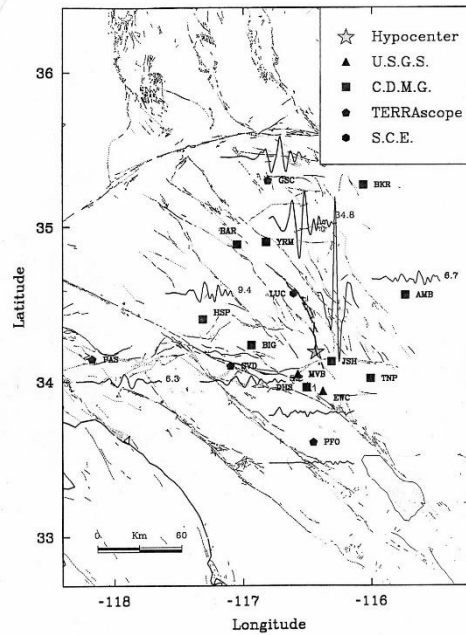 Hypocenter
U.S.G.S.
C.D.M.G.
TERRAscope
S.C.E.
36
35
34
33
Latitude
GSC
BKR
34.8
BAR
YRM
6.7
AMB
LUC
9.4
HSP
BIG
PAS
SVD
JSH
MVB
TNP
6.3
DHS
EWC
PFO
0 Km 60
-118
-117
-116
Longitude